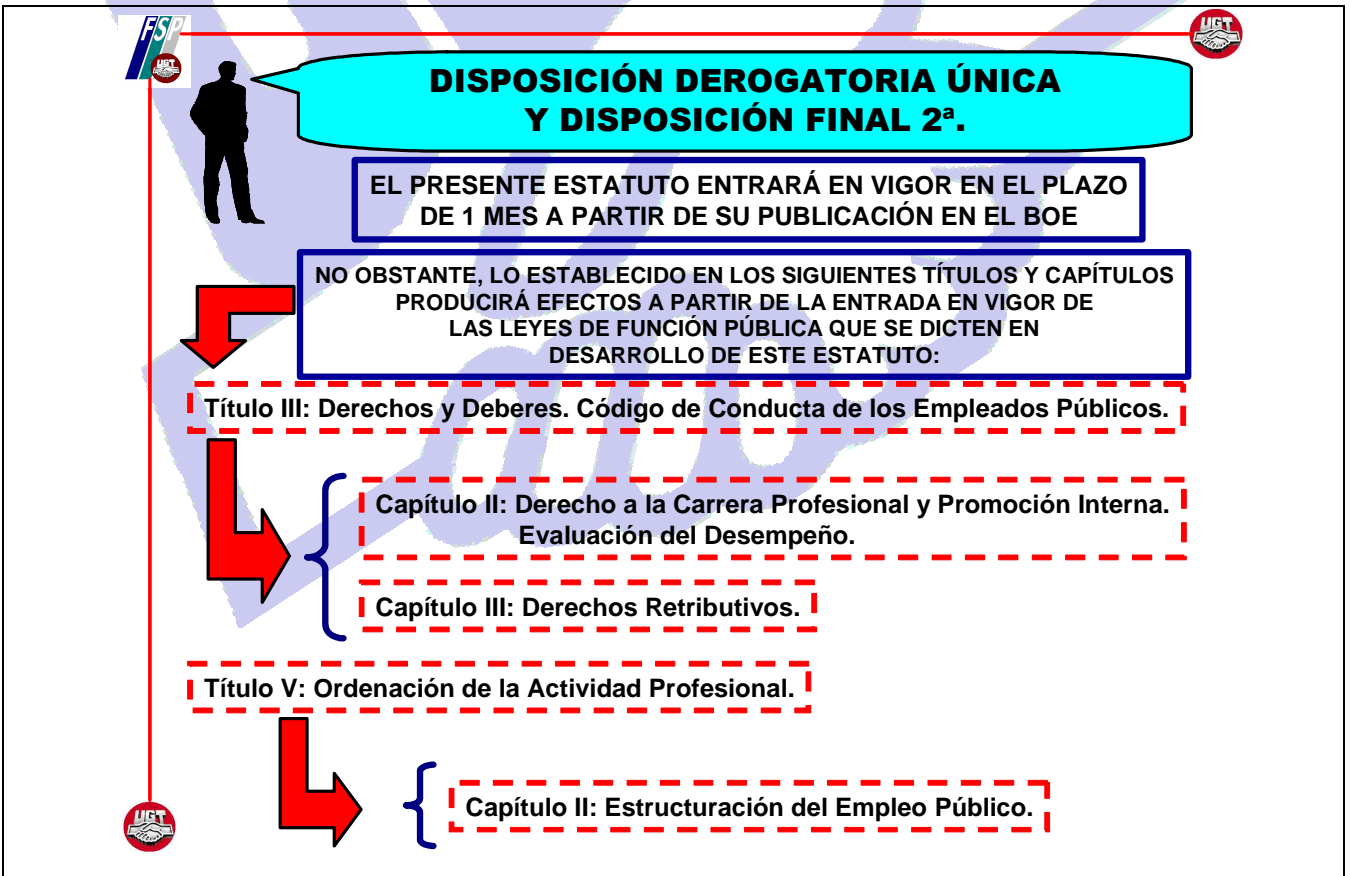 FSP
UGT
UGT
DISPOSICIÓN DEROGATORIA ÚNICA
Y DISPOSICIÓN FINAL 2ª.
EL PRESENTE ESTATUTO ENTRARÁ EN VIGOR EN EL PLAZO
DE 1 MES A PARTIR DE SU PUBLICACIÓN EN EL BOE
NO OBSTANTE, LO ESTABLECIDO EN LOS SIGUIENTES TÍTULOS Y CAPÍTULOS
PRODUCIRÁ EFECTOS A PARTIR DE LA ENTRADA EN VIGOR DE
LAS LEYES DE FUNCIÓN PÚBLICA QUE SE DICTEN EN
DESARROLLO DE ESTE ESTATUTO:
Título III: Derechos y Deberes. Código de Conducta de los Empleados Públicos.
Capítulo II: Derecho a la Carrera Profesional y Promoción Interna.
Evaluación del Desempeño.
Capítulo III: Derechos Retributivos.
Título V: Ordenación de la Actividad Profesional.
Capítulo II: Estructuración del Empleo Público.
UGT